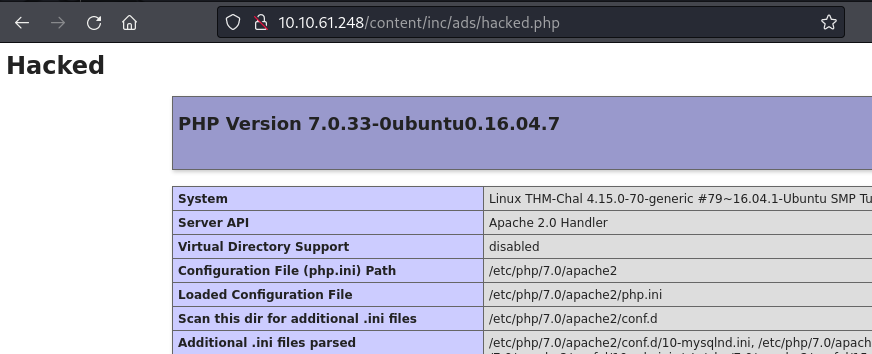 10.10.61.248/content/inc/ads/hacked.php
Hacked
PHP Version 7.0.33-0ubuntu0.16.04.7
System Linux THM-Chal 4.15.0-70-generic #79~16.04.1-Ubuntu SMP Tu
Server API Apache 2.0 Handler
Virtual Directory Support disabled
Configuration File (php.ini) Path /etc/php/7.0/apache2
Loaded Configuration File /etc/php/7.0/apache2/php.ini
Scan this dir for additional .ini files /etc/php/7.0/apache2/conf.d
Additional .ini files parsed /etc/php/7.0/apache2/conf.d/10-mysqlnd.ini, /etc/php/7.0/apach